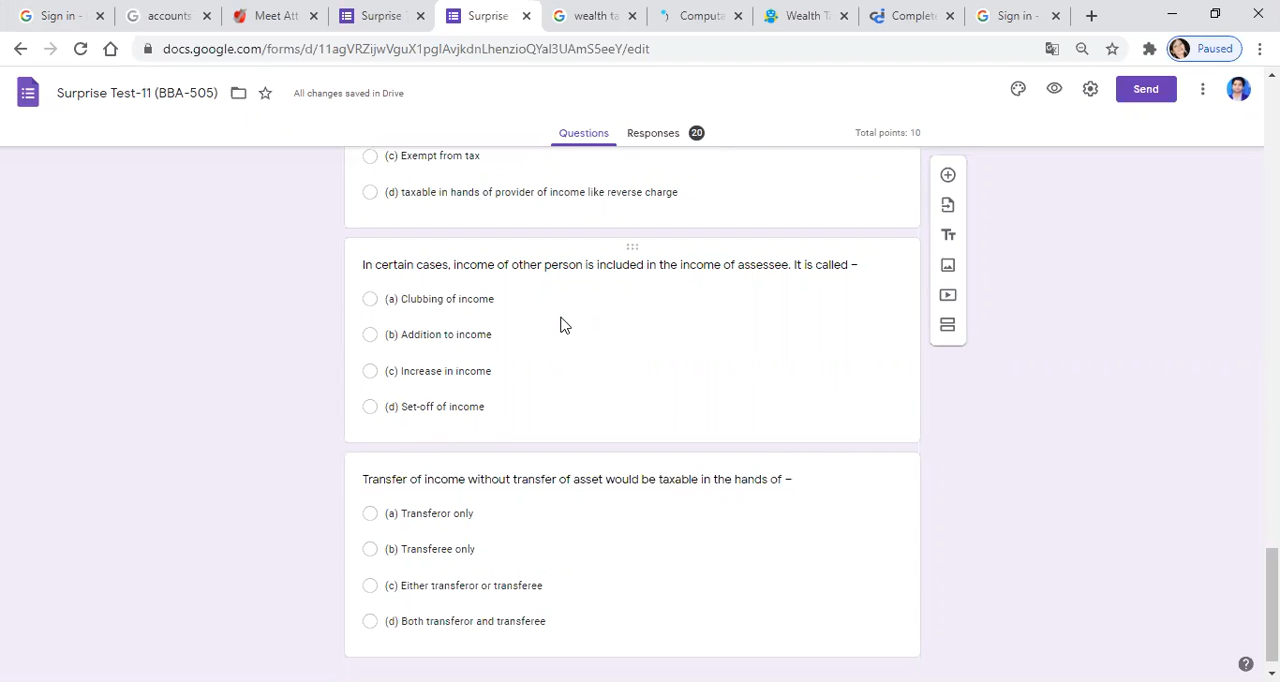 Sign in -
accounts
Meet Att
Surprise
Surprise
wealth ta
Computa
Wealth Ta
Complete
Sign in -
docs.google.com/forms/d/11agVRZijwVguX1pgIAvjkdnLhenzioQYal3UAmS5eeY/edit
Paused
Surprise Test-11 (BBA-505)
All changes saved in Drive
Send
Questions
Responses 20
Total points: 10
(c) Exempt from tax
(d) taxable in hands of provider of income like reverse charge
In certain cases, income of other person is included in the income of assessee. It is called –
(a) Clubbing of income
(b) Addition to income
(c) Increase in income
(d) Set-off of income
Transfer of income without transfer of asset would be taxable in the hands of –
(a) Transferor only
(b) Transferee only
(c) Either transferor or transferee
(d) Both transferor and transferee